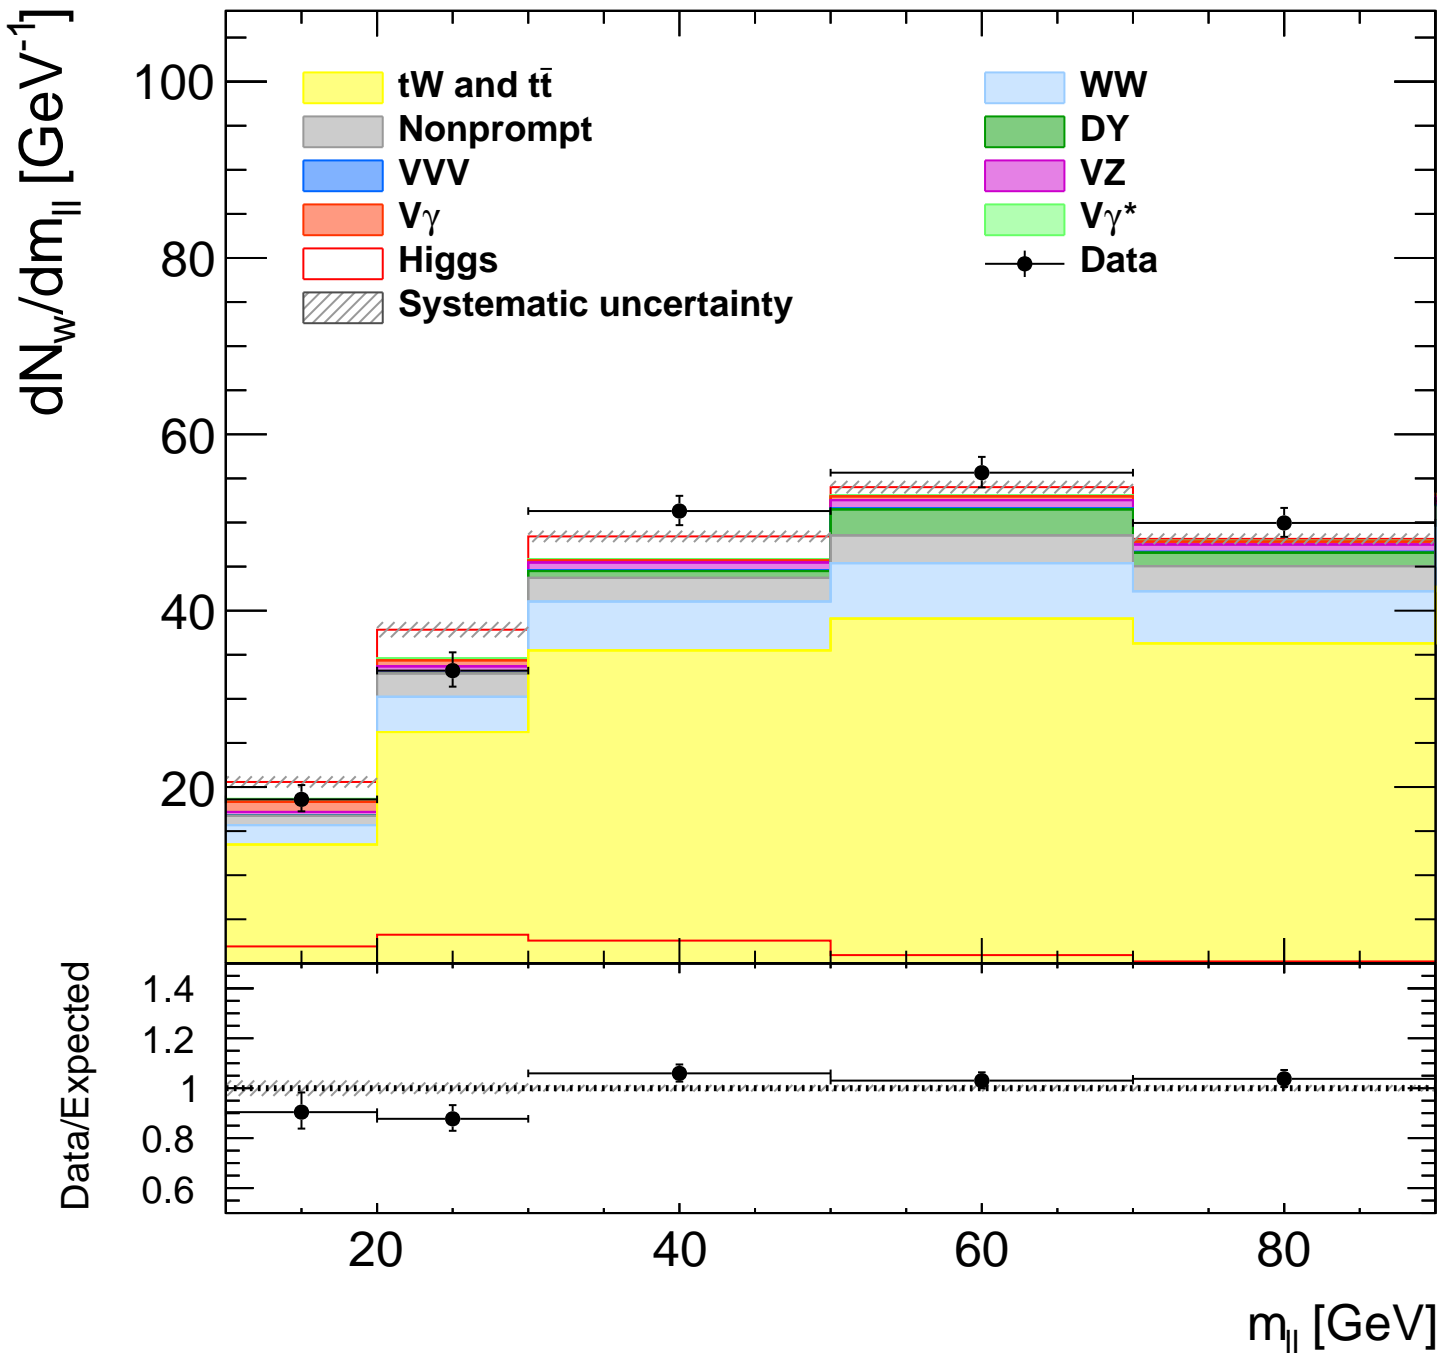 dN_w/dm_ll [GeV^-1]
100
80
60
40
20
tW and tt̄
Nonprompt
VVV
Vγ
Higgs
Systematic uncertainty
WW
DY
VZ
Vγ*
Data
Data/Expected
1.4
1.2
1
0.8
0.6
20 40 60 80
m_ll [GeV]